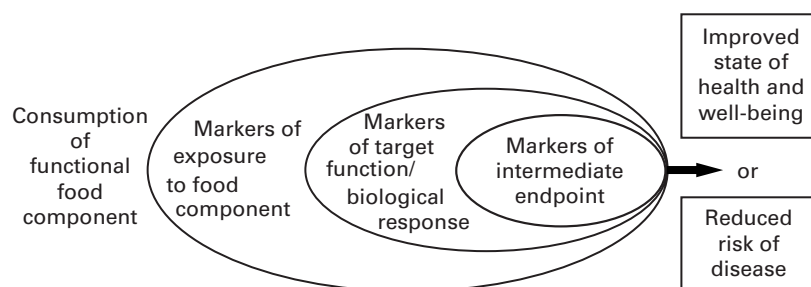 Consumption
of
functional
food
component
Markers of
exposure
to food
component
Markers
of target
function/
biological
response
Markers of
intermediate
endpoint
Improved
state of
health and
well-being
or
Reduced
risk of
disease